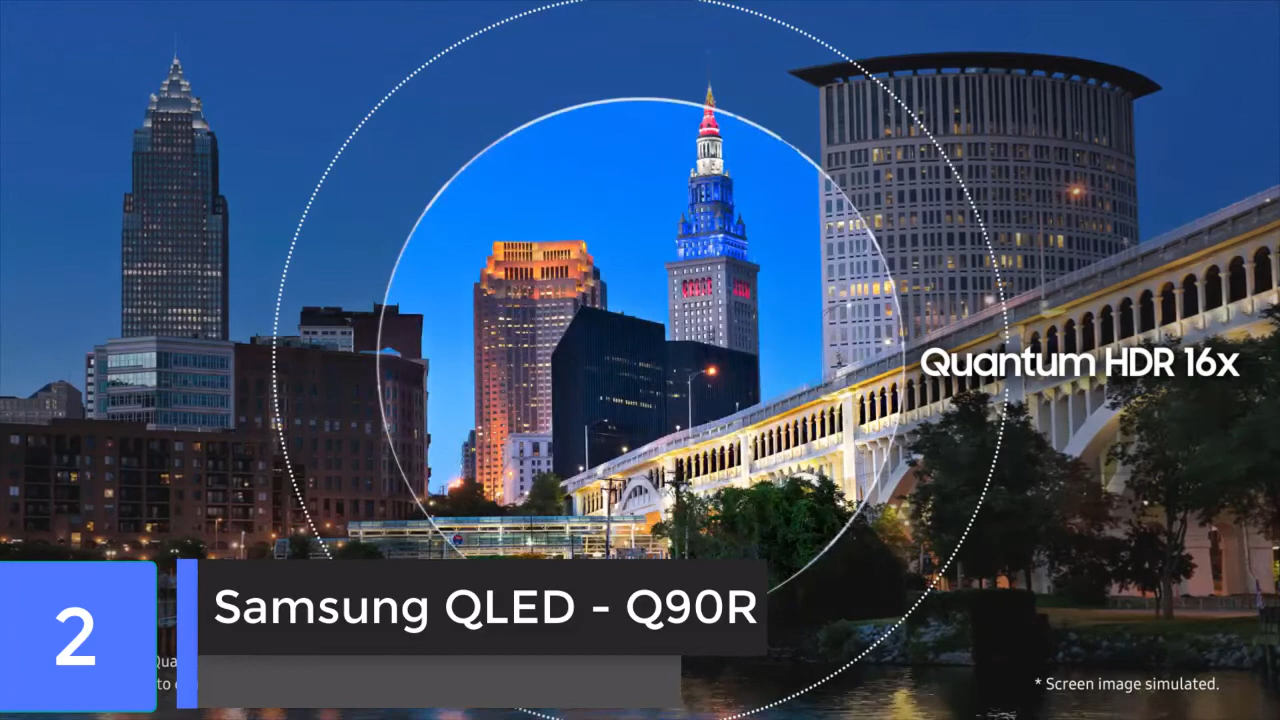 Quantum HDR 16x
Samsung QLED - Q90R
2
* Screen image simulated.